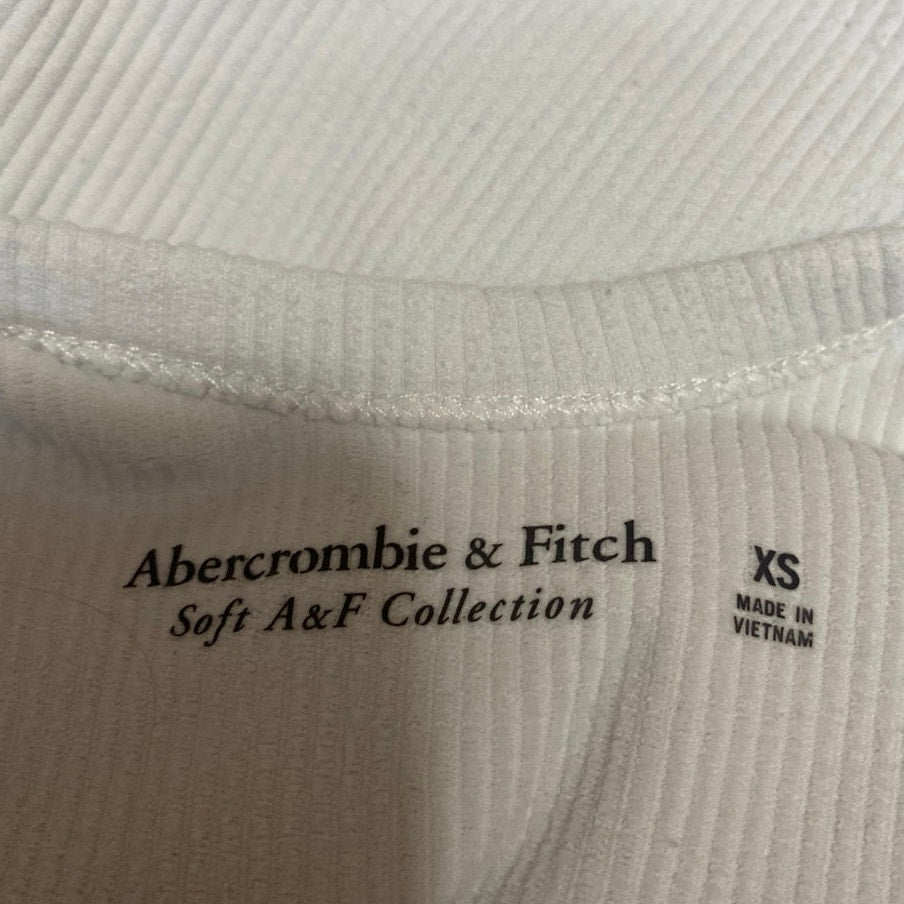 Abercrombie & Fitch
Soft A&F Collection
XS
MADE IN
VIETNAM